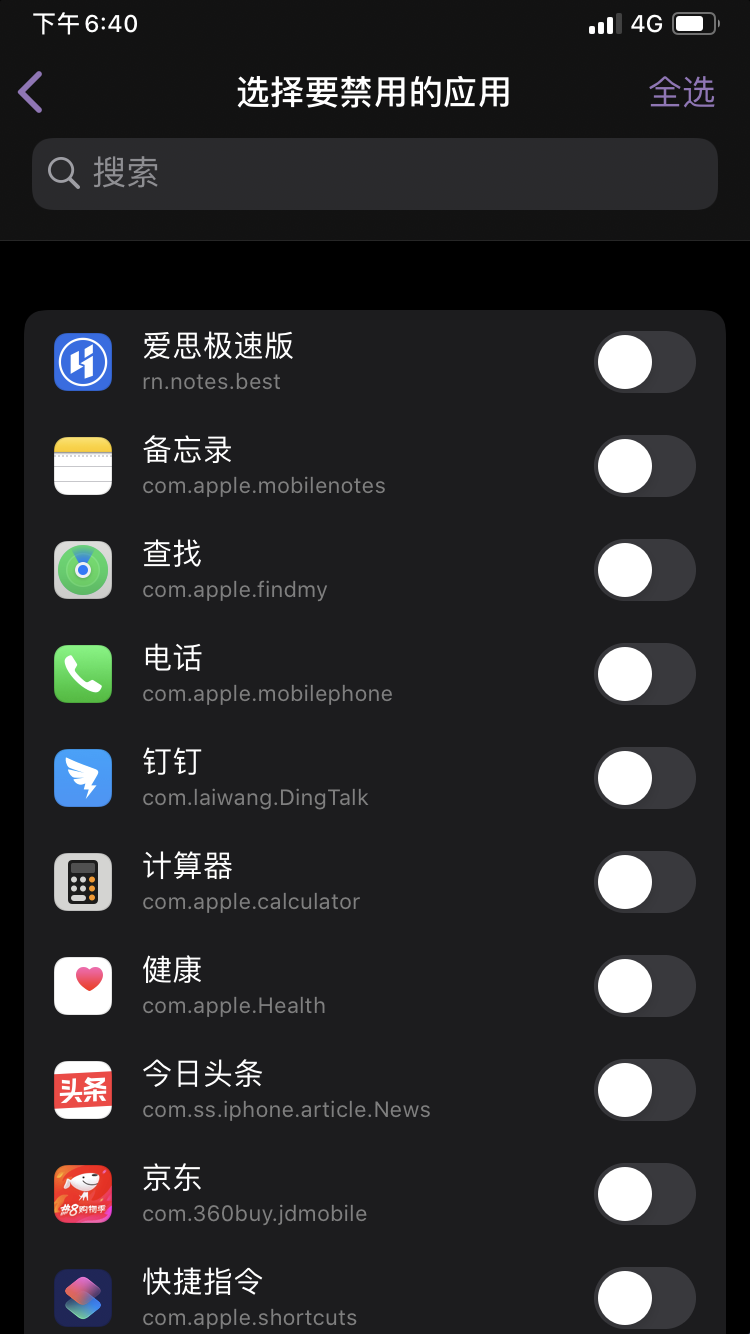 下午 6:40
4G
选择要禁用的应用
全选
搜索
爱思极速版
rn.notes.best
备忘录
com.apple.mobilenotes
查找
com.apple.findmy
电话
com.apple.mobilephone
钉钉
com.laiwang.DingTalk
计算器
com.apple.calculator
健康
com.apple.Health
头条
今日头条
com.ss.iphone.article.News
京东
购物季
com.360buy.jdmobile
快捷指令
com.apple.shortcuts